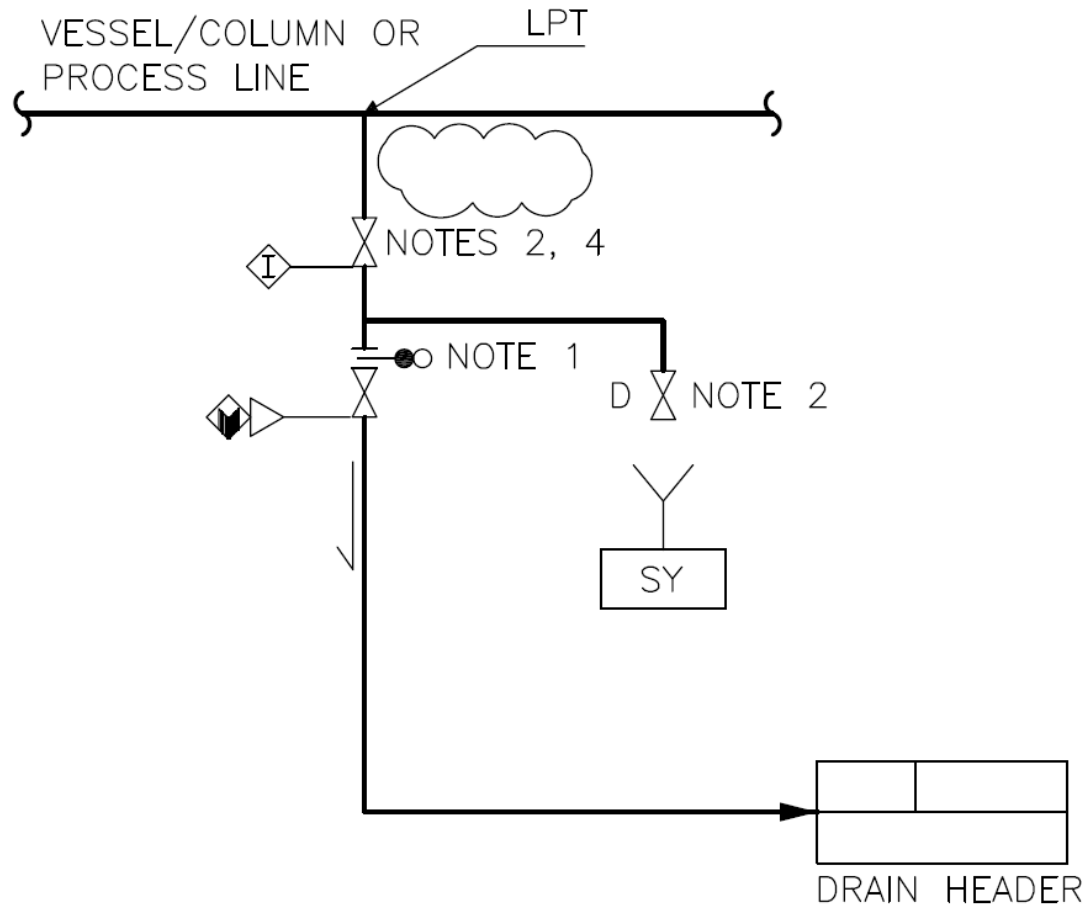 VESSEL/COLUMN OR
PROCESS LINE
LPT
NOTES 2, 4
I
NOTE 1
D
NOTE 2
SY
DRAIN HEADER